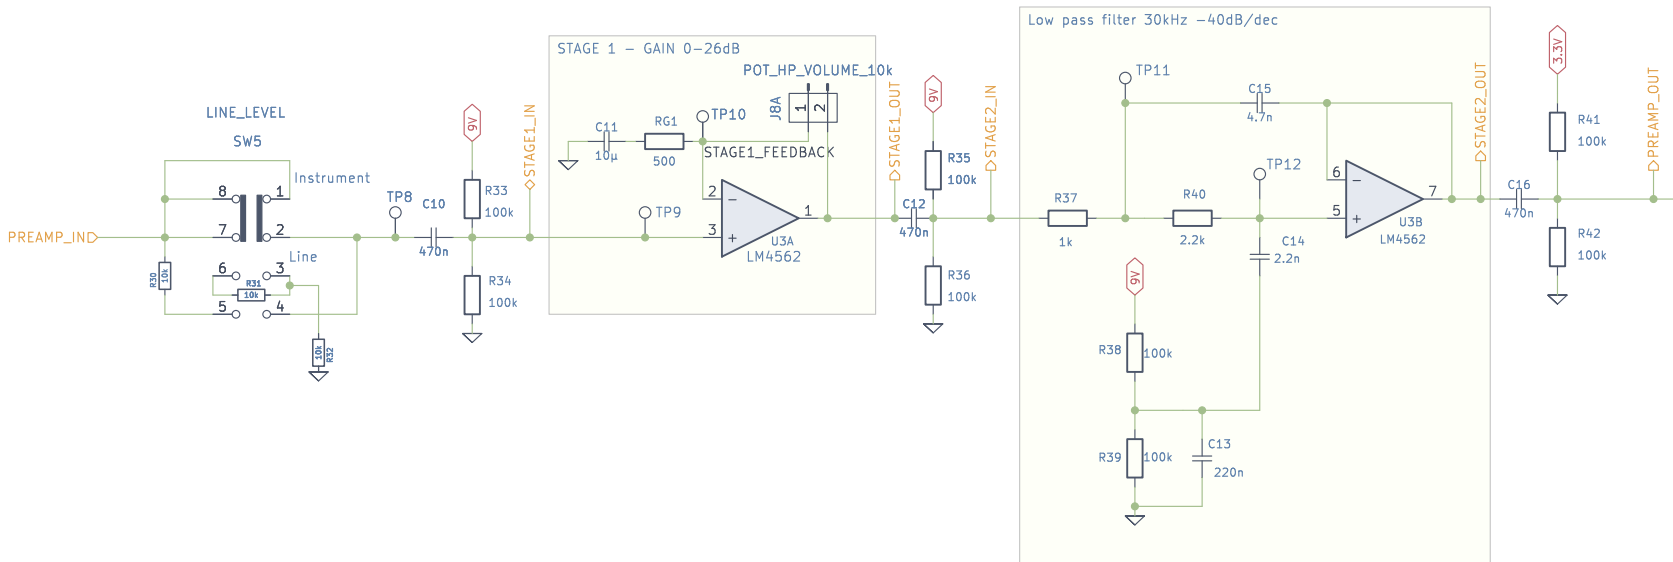 Low pass filter 30kHz -40dB/dec
STAGE 1 - GAIN 0-26dB
POT_HP_VOLUME_10k
J8A
1
2
LINE_LEVEL
SW5
8
1
Instrument
7
2
Line
6
3
5
4
PREAMP_IN
R30
10k
R31
10k
10k
R32
TP8
C10
470n
9V
R33
100k
R34
100k
STAGE1_IN
C11
10µ
RG1
500
TP10
STAGE1_FEEDBACK
TP9
2
3
1
U3A
LM4562
STAGE1_OUT
C12
470n
9V
R35
100k
R36
100k
STAGE2_IN
R37
1k
TP11
C15
4.7n
R40
2.2k
TP12
C14
2.2n
9V
R38
100k
R39
100k
C13
220n
6
5
7
U3B
LM4562
STAGE2_OUT
C16
470n
3.3V
R41
100k
R42
100k
PREAMP_OUT